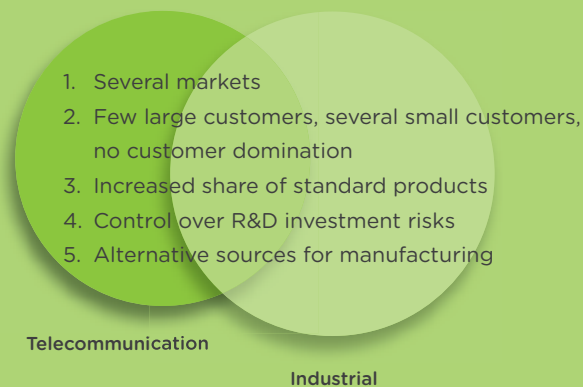 1. Several markets
2. Few large customers, several small customers,
no customer domination
3. Increased share of standard products
4. Control over R&D investment risks
5. Alternative sources for manufacturing
Telecommunication
Industrial